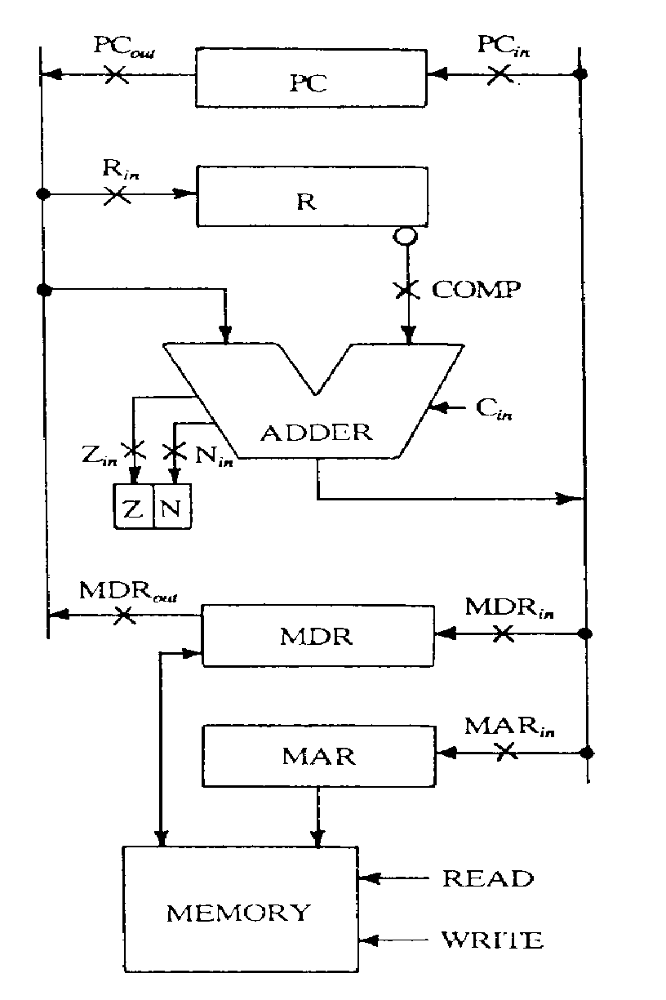 PCout
PCin
PC
Rin
R
COMP
Cin
ADDER
Zin
Nin
Z
N
MDRout
MDRin
MDR
MARin
MAR
READ
MEMORY
WRITE